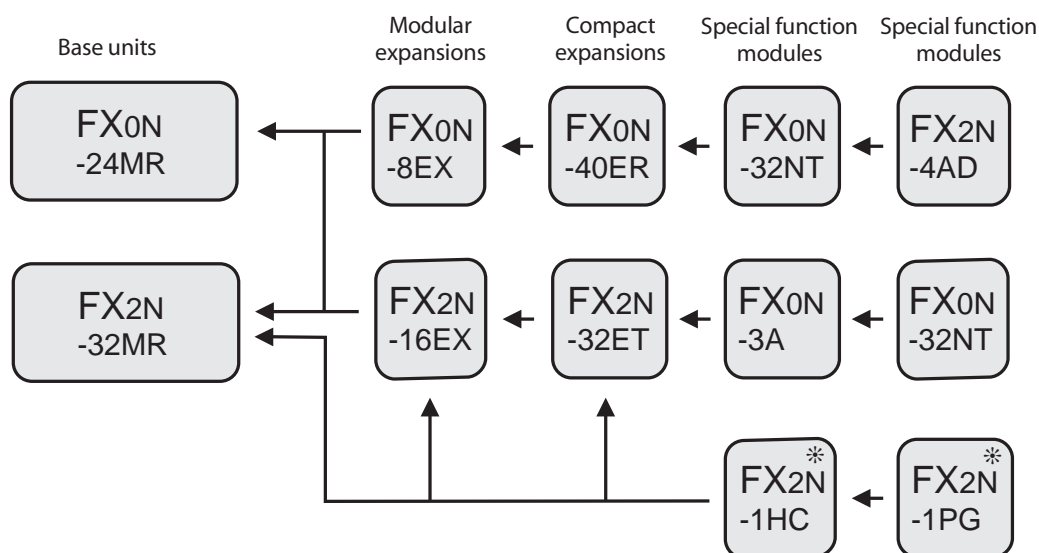 Base units
Modular
expansions
Compact
expansions
Special function
modules
Special function
modules
FX0N
-24MR
FX0N
-8EX
FX0N
-40ER
FX0N
-32NT
FX2N
-4AD
FX2N
-32MR
FX2N
-16EX
FX2N
-32ET
FX0N
-3A
FX0N
-32NT
FX2N
-1HC
FX2N
-1PG